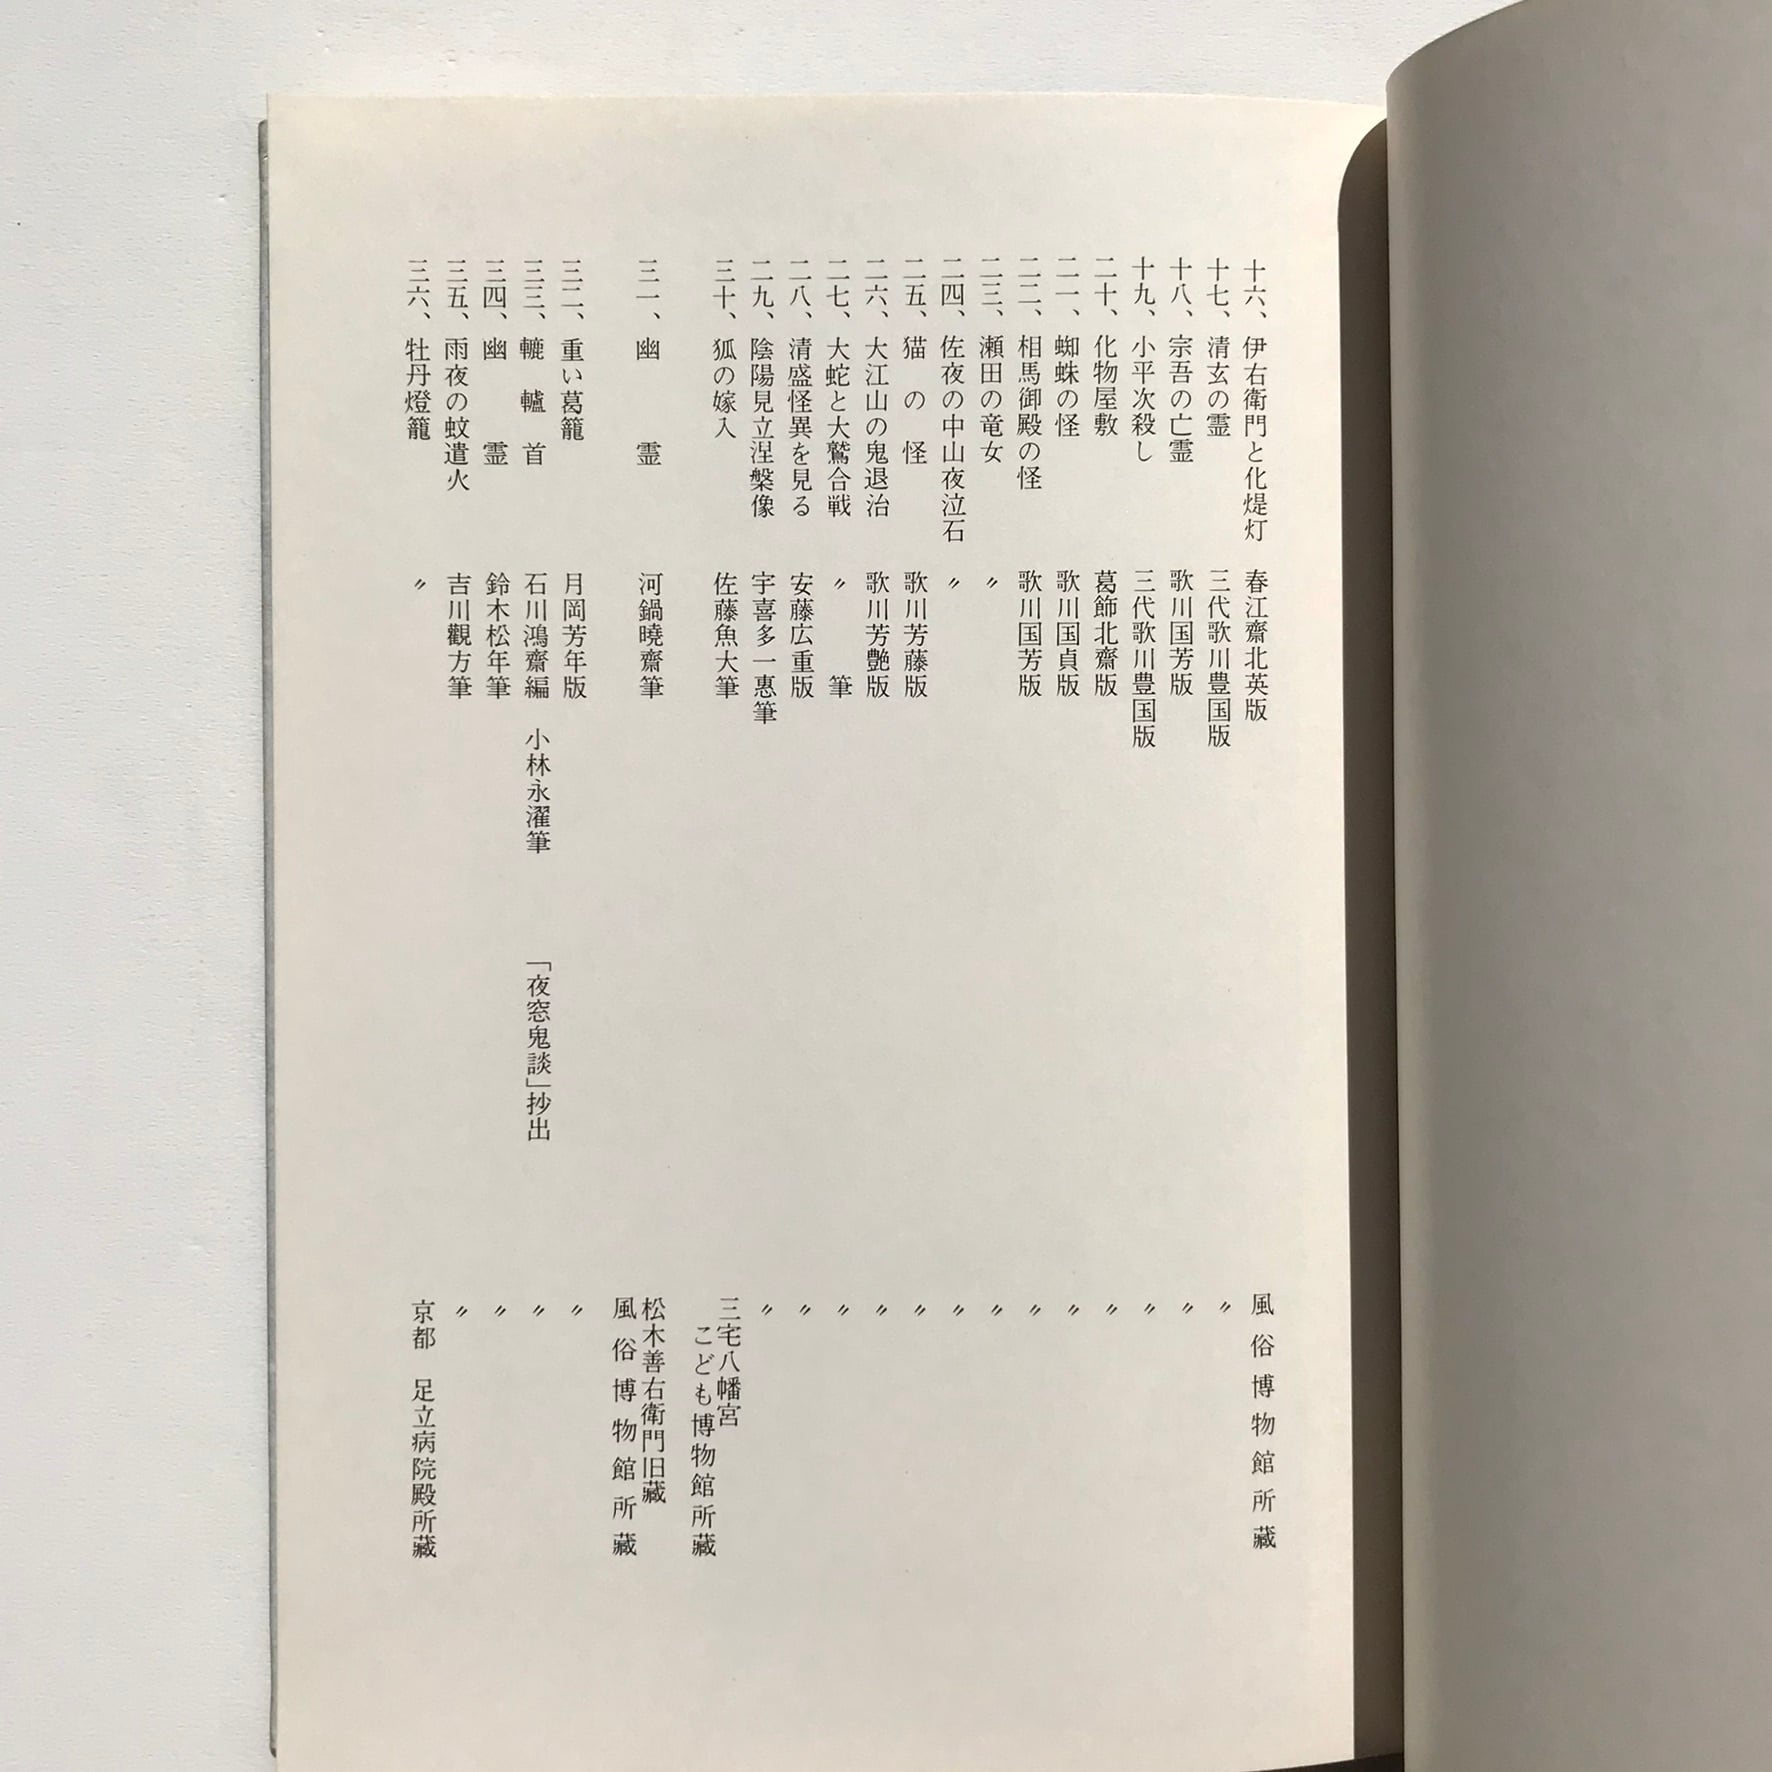 十六、伊右衛門と化煶灯 春江齋北英版 風俗博物館所藏
十七、清玄の霊 三代歌川豊国版 〃
十八、宗吾の亡霊 歌川国芳版 〃
十九、小平次殺し 三代歌川豊国版 〃
二十、化物屋敷 葛飾北齋版 〃
二一、蜘蛛の怪 歌川国貞版 〃
二二、相馬御殿の怪 歌川国芳版 〃
二三、瀬田の竜女 〃 〃
二四、佐夜の中山夜泣石 〃 〃
二五、猫の怪 歌川芳藤版 〃
二六、大江山の鬼退治 歌川芳艶版 〃
二七、大蛇と大鷲合戦 〃 筆 〃
二八、清盛怪異を見る 安藤広重版 〃
二九、陰陽見立涅槃像 宇喜多一惠筆 〃
三十、狐の嫁入 佐藤魚大筆 三宅八幡宮
こども博物館所藏
三一、幽霊 河鍋曉齋筆 松木善右衛門旧藏
風俗博物館所藏
三二、重い葛籠 月岡芳年版 〃
三三、轆轤首 石川鴻齋編 小林永濯筆 「夜窓鬼談」抄出 〃
三四、幽霊 鈴木松年筆 〃
三五、雨夜の蚊遣火 吉川觀方筆 〃
三六、牡丹燈籠 〃 京都 足立病院殿所藏